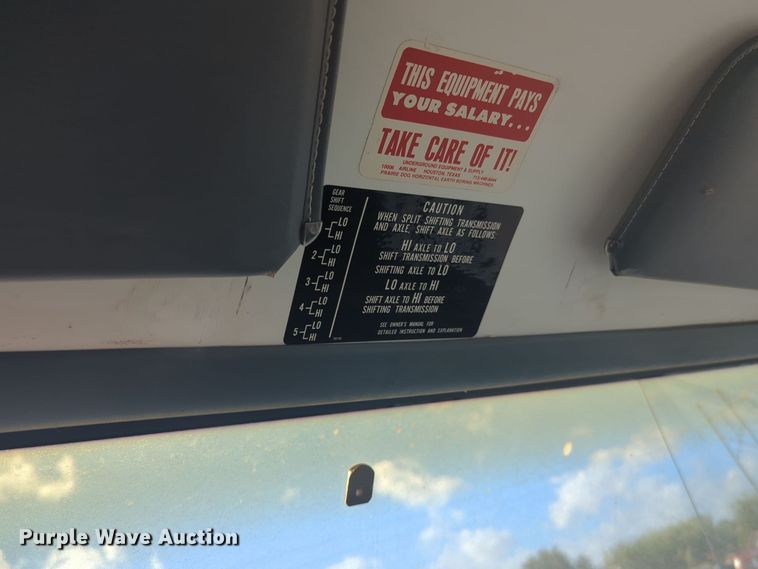 THIS EQUIPMENT PAYS
YOUR SALARY...
TAKE CARE OF IT!
UNDERGROUND EQUIPMENT & SUPPLY
10006 AIRLINE HOUSTON, TEXAS
PRAIRIE DOG HORIZONTAL EARTH BORING MACHINES
GEAR
SHIFT
SEQUENCE
LO
HI
2 LO
HI
3 LO
HI
4 LO
HI
5 LO
HI
CAUTION
WHEN SPLIT SHIFTING TRANSMISSION
AND AXLE, SHIFT AXLE AS FOLLOWS:
HI AXLE TO LO
SHIFT TRANSMISSION BEFORE
SHIFTING AXLE TO LO
LO AXLE TO HI
SHIFT AXLE TO HI BEFORE
SHIFTING TRANSMISSION
SEE OWNER'S MANUAL FOR
DETAILED INSTRUCTION AND EXPLANATION
Purple Wave Auction